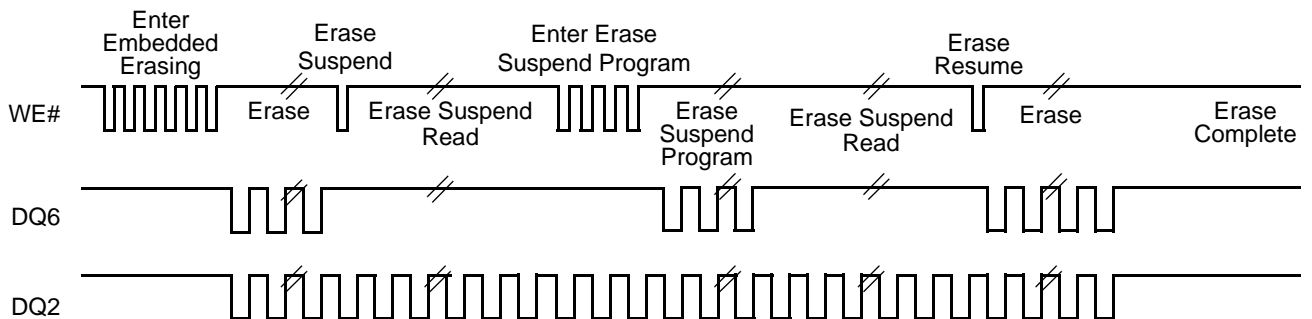 Enter
Embedded
Erasing
Erase
Suspend
Enter Erase
Suspend Program
Erase
Resume
WE#
Erase
Erase Suspend
Read
Erase
Suspend
Program
Erase Suspend
Read
Erase
Erase
Complete
DQ6
DQ2